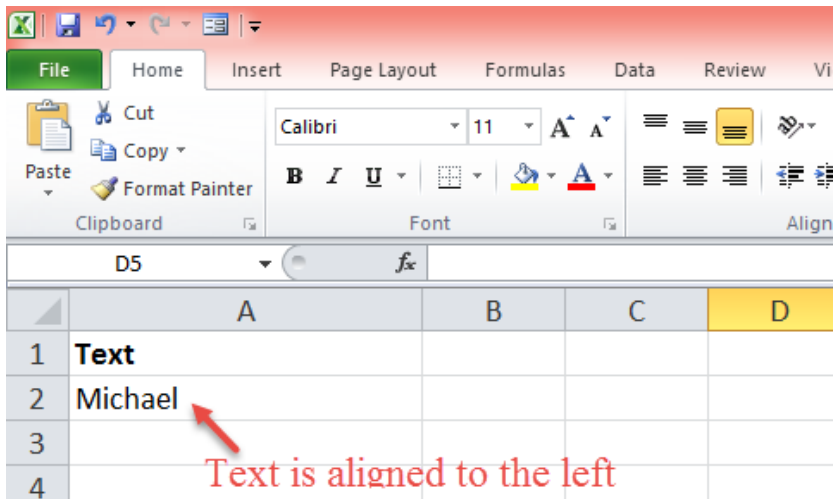 File Home Insert Page Layout Formulas Data Review Vi
Cut
Copy
Paste
Format Painter
Calibri 11 A A
B I U A
Clipboard Font Align
D5 fx
A B C D
1 Text
2 Michael
3
4
Text is aligned to the left